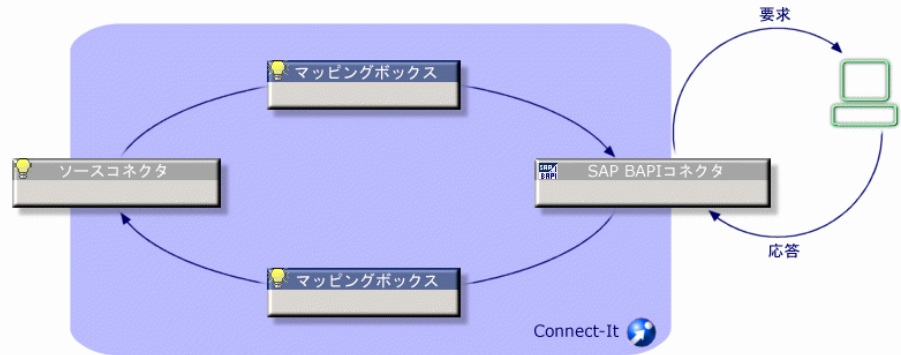 要求
マッピングボックス
ソースコネクタ
SAP
BAPI
SAP BAPIコネクタ
応答
マッピングボックス
Connect-It